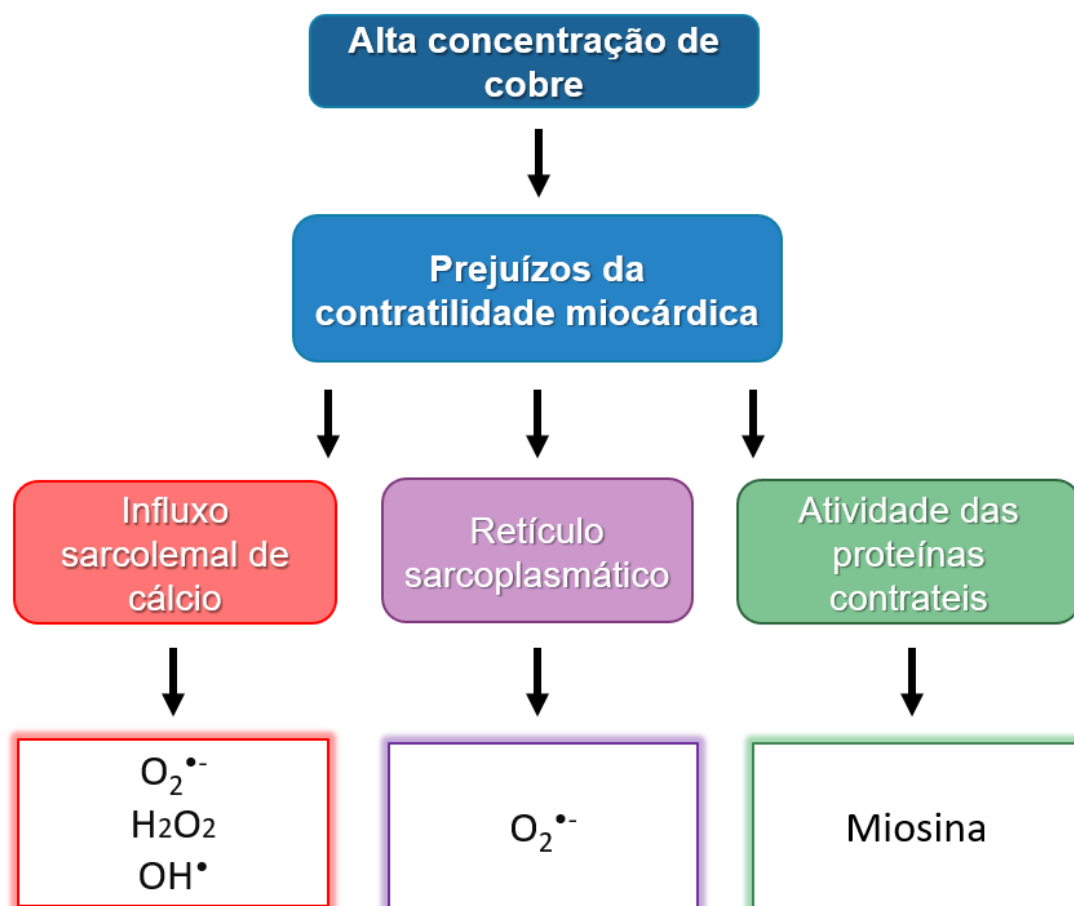 Alta concentração de
cobre
Prejuízos da
contratilidade miocárdica
Influxo
sarcolemal de
cálcio
Retículo
sarcoplasmático
Atividade das
proteínas
contrateis
O₂•-
H2O2
OH•
O₂•-
Miosina